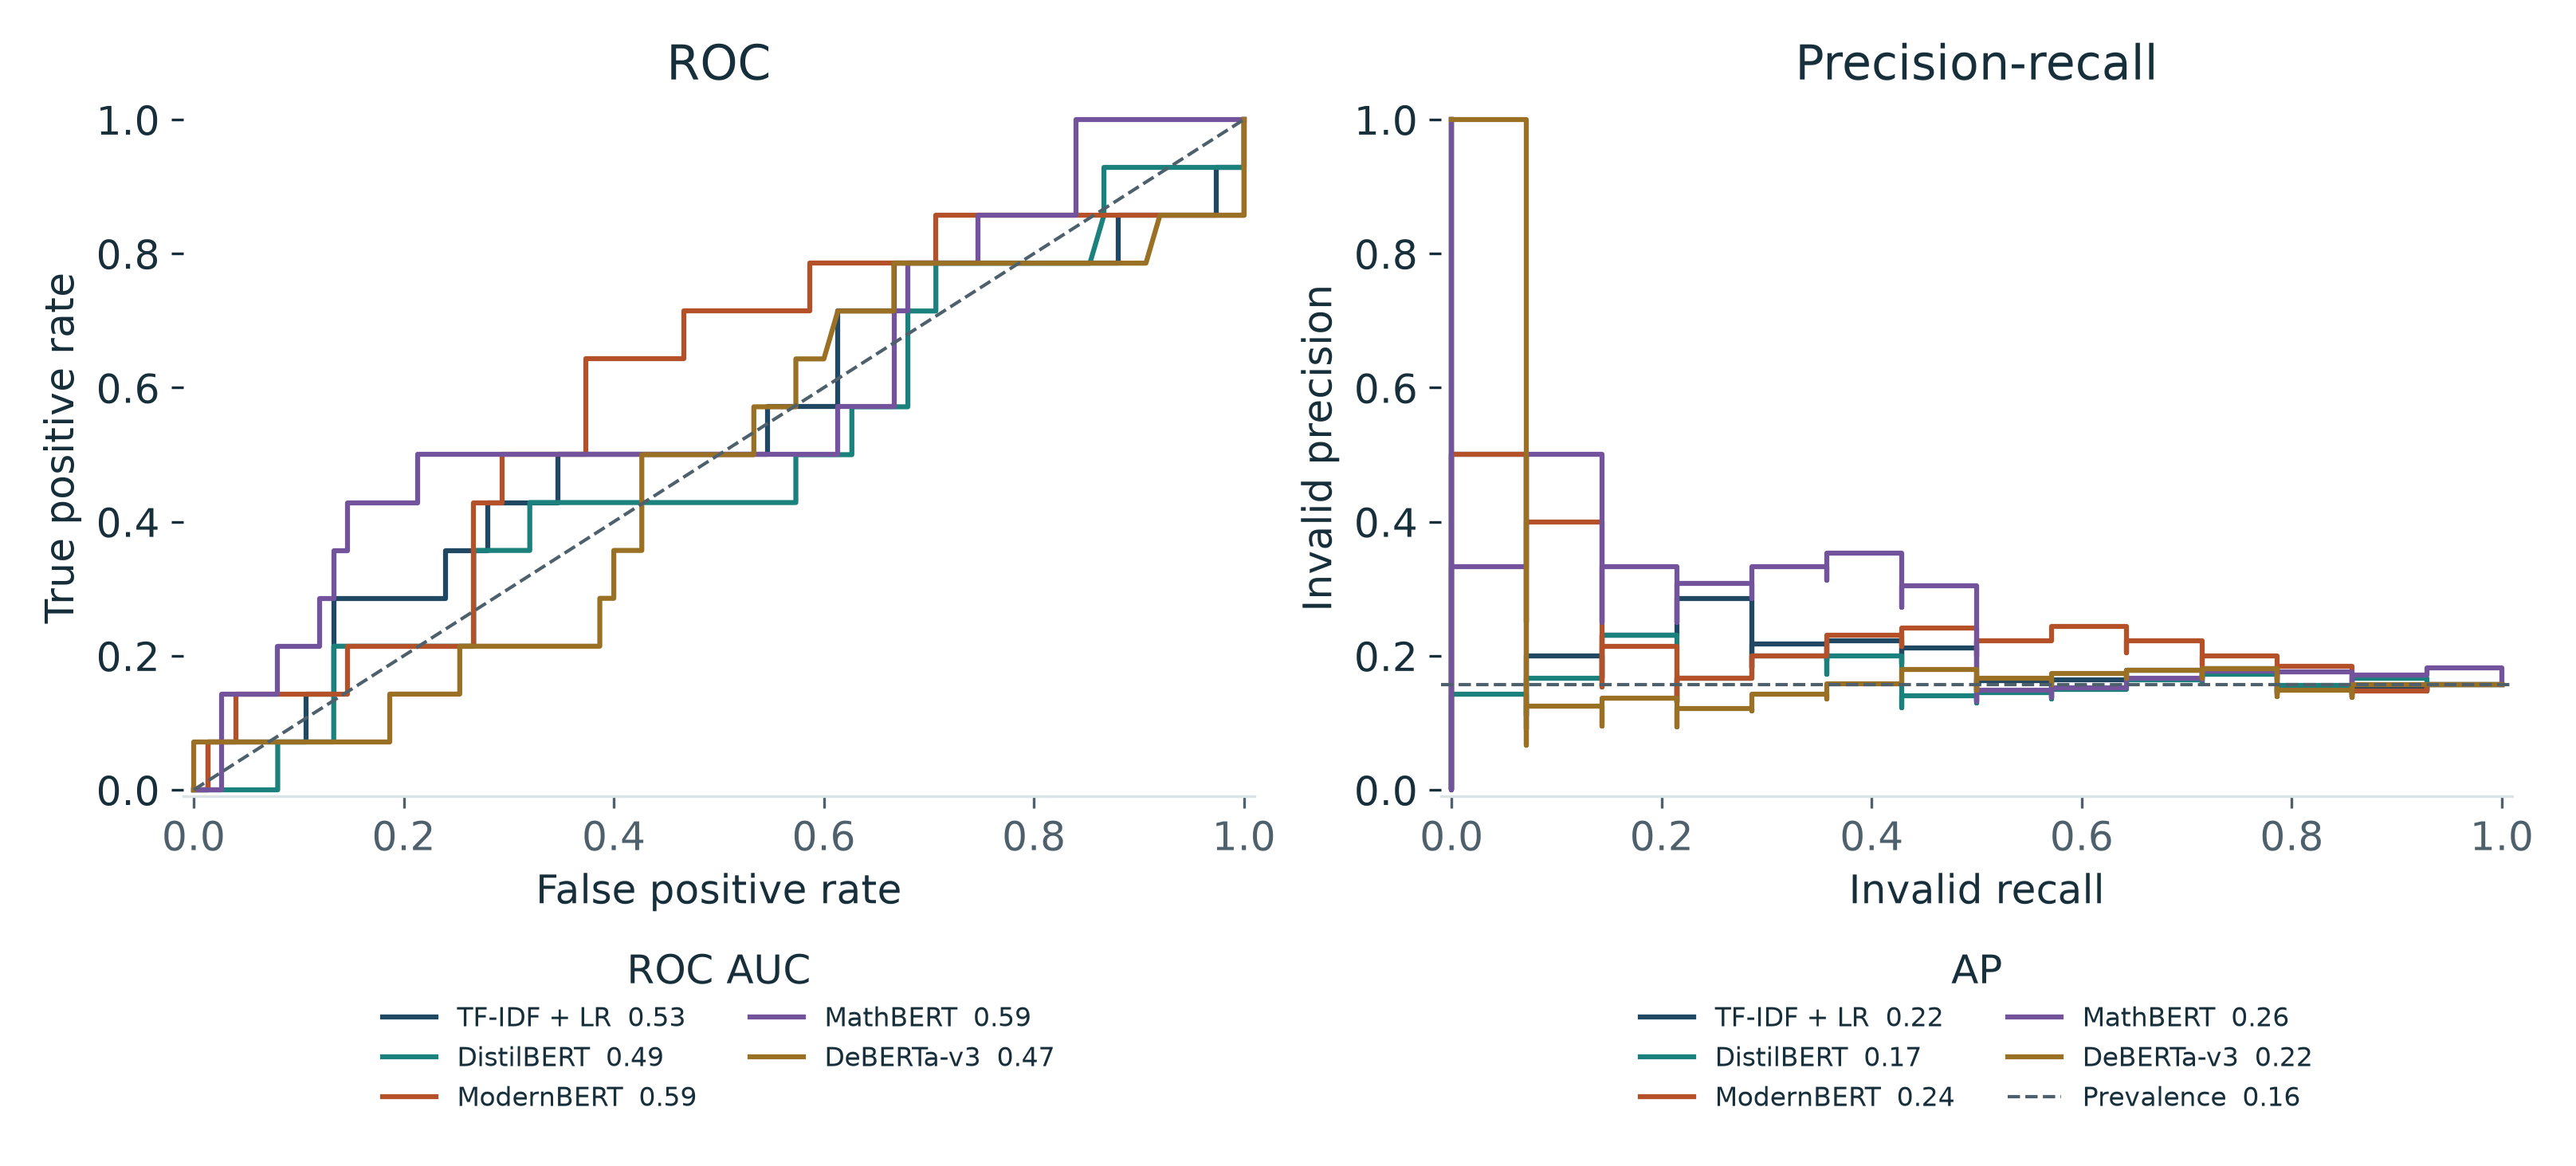 ROC
1.0
0.8
0.6
0.4
0.2
0.0
True positive rate
0.0 0.2 0.4 0.6 0.8 1.0
False positive rate
ROC AUC
TF-IDF + LR 0.53
DistilBERT 0.49
ModernBERT 0.59
MathBERT 0.59
DeBERTa-v3 0.47
Precision-recall
1.0
0.8
0.6
0.4
0.2
0.0
Invalid precision
0.0 0.2 0.4 0.6 0.8 1.0
Invalid recall
AP
TF-IDF + LR 0.22
DistilBERT 0.17
ModernBERT 0.24
MathBERT 0.26
DeBERTa-v3 0.22
Prevalence 0.16